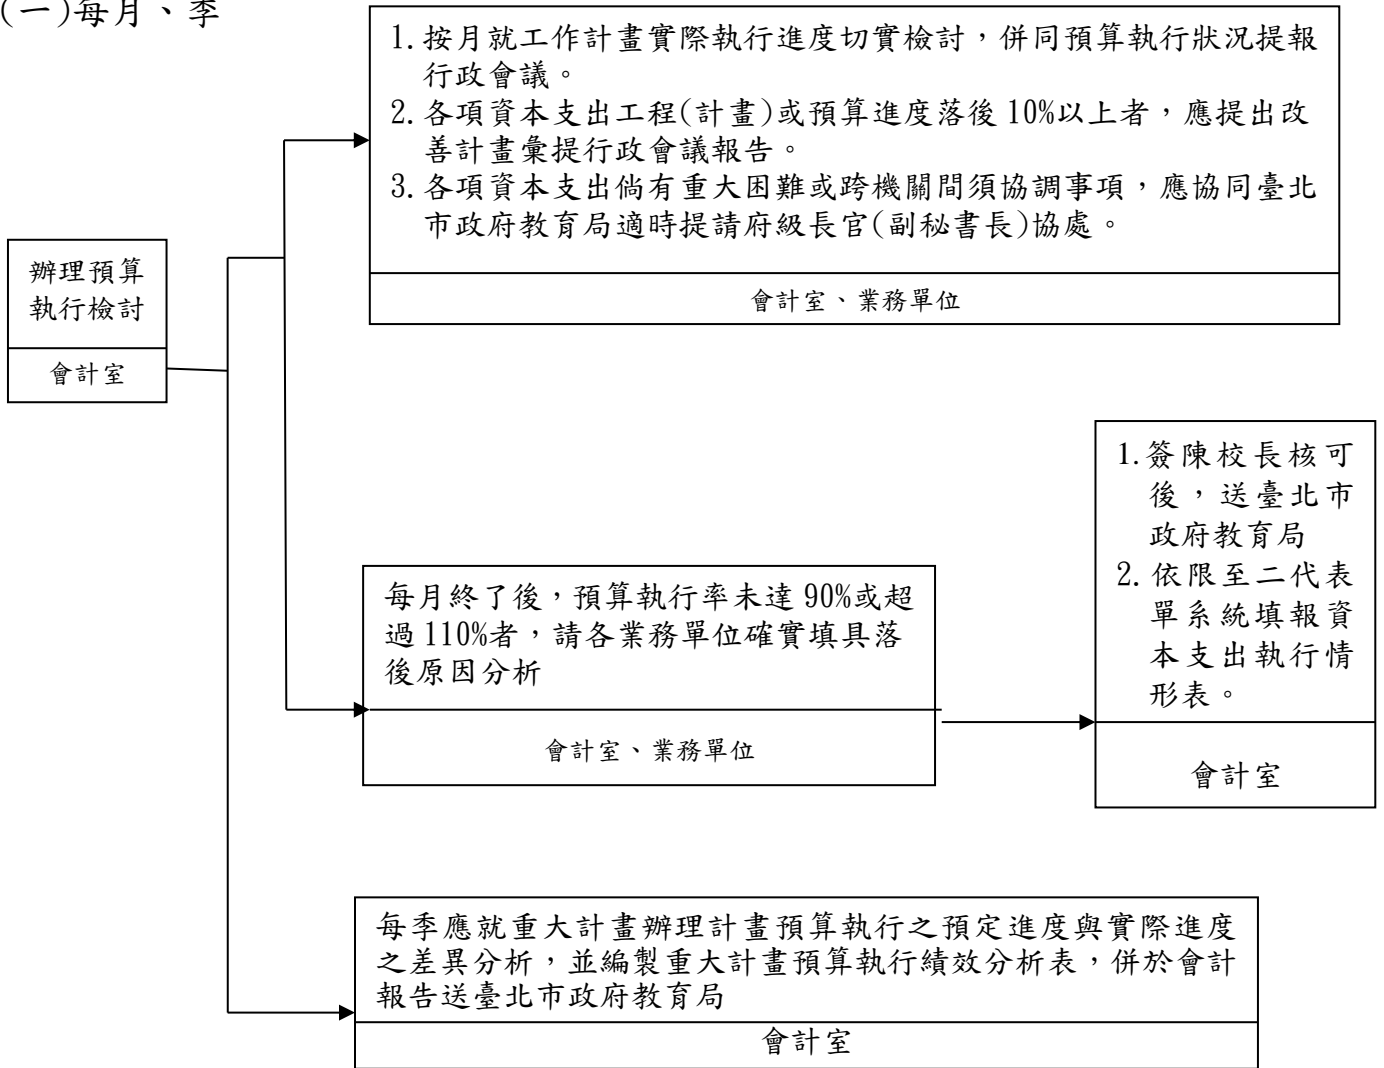 (一)每月、季
1.按月就工作計畫實際執行進度切實檢討，併同預算執行狀況提報
行政會議。
2.各項資本支出工程(計畫)或預算進度落後 10%以上者，應提出改
善計畫彙提行政會議報告。
3.各項資本支出倘有重大困難或跨機關間須協調事項，應協同臺北
市政府教育局適時提請府級長官(副秘書長)協處。
會計室、業務單位
辦理預算
執行檢討
會計室
1.簽陳校長核可
後，送臺北市
政府教育局
2.依限至二代表
單系統填報資
本支出執行情
形表。
會計室
每月終了後，預算執行率未達 90%或超
過 110%者，請各業務單位確實填具落
後原因分析
會計室、業務單位
每季應就重大計畫辦理計畫預算執行之預定進度與實際進度
之差異分析，並編製重大計畫預算執行績效分析表，併於會計
報告送臺北市政府教育局
會計室